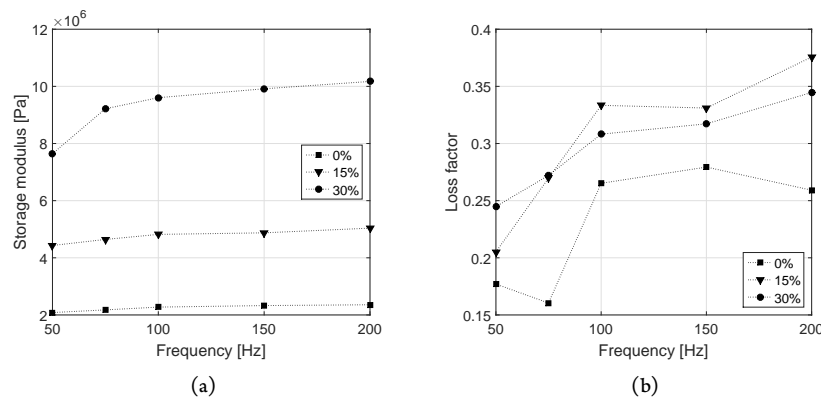 ×10⁶
12
10
8
6
4
2
Storage modulus [Pa]
0%
15%
30%
50 100 150 200
Frequency [Hz]
(a)
0.4
0.35
0.3
0.25
0.2
0.15
Loss factor
0%
15%
30%
50 100 150 200
Frequency [Hz]
(b)